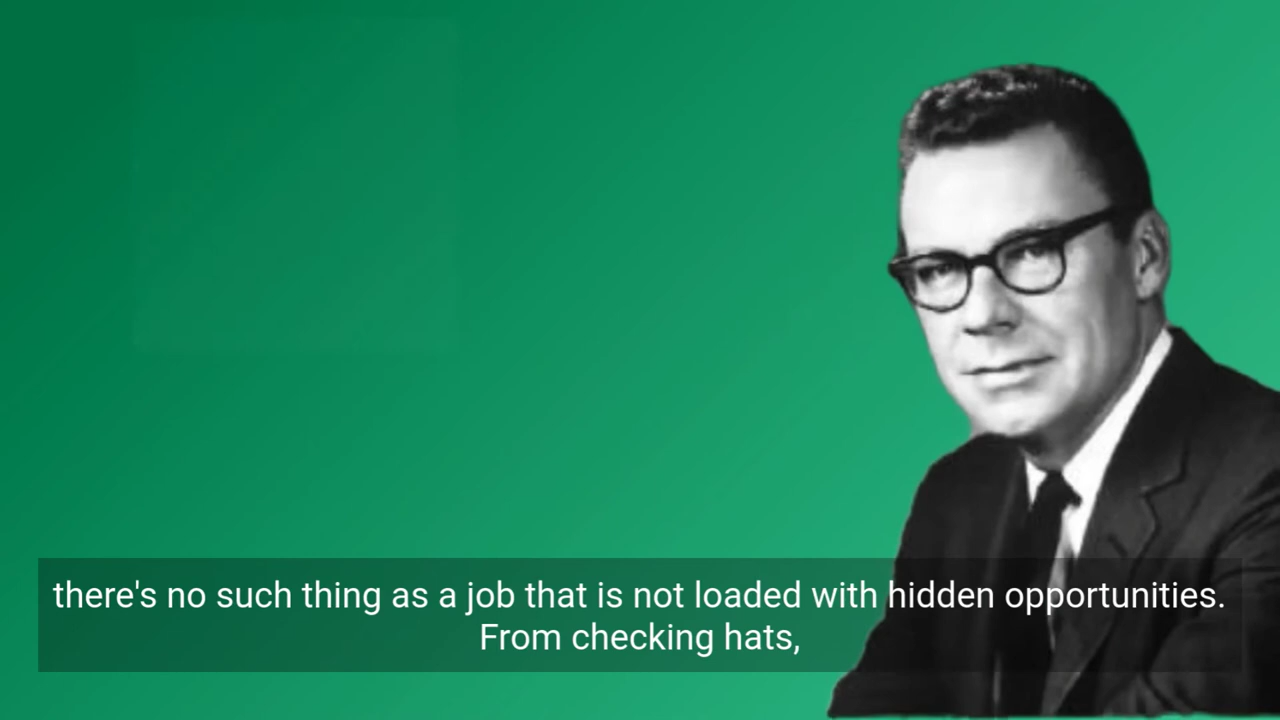 there's no such thing as a job that is not loaded with hidden opportunities.
From checking hats,